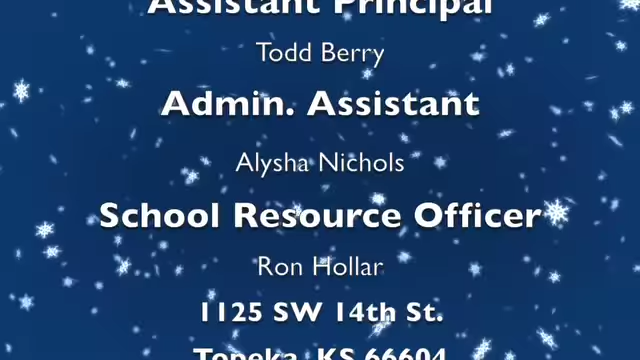 Assistant Principal
Todd Berry
Admin. Assistant
Alysha Nichols
School Resource Officer
Ron Hollar
1125 SW 14th St.
Topeka, KS 66604